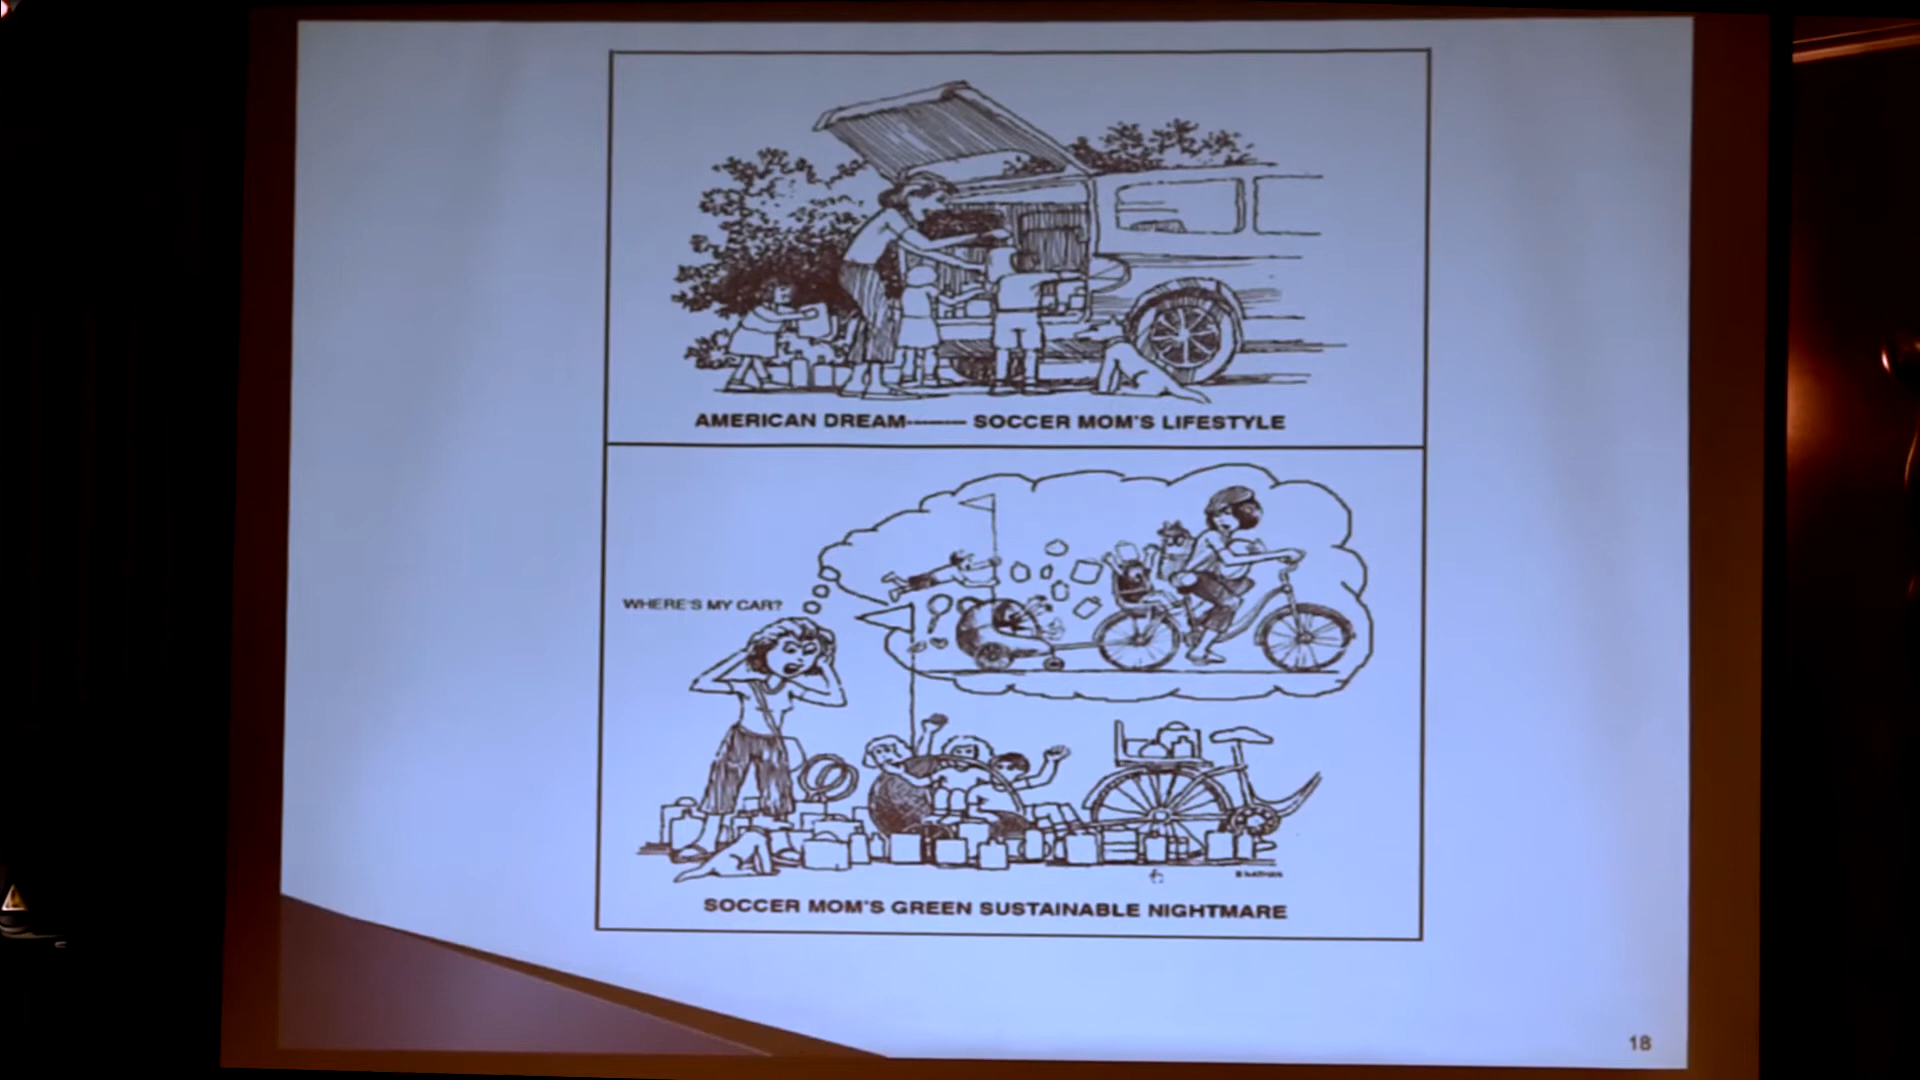 AMERICAN DREAM-------- SOCCER MOM'S LIFESTYLE
WHERE'S MY CAR?
SOCCER MOM'S GREEN SUSTAINABLE NIGHTMARE
18